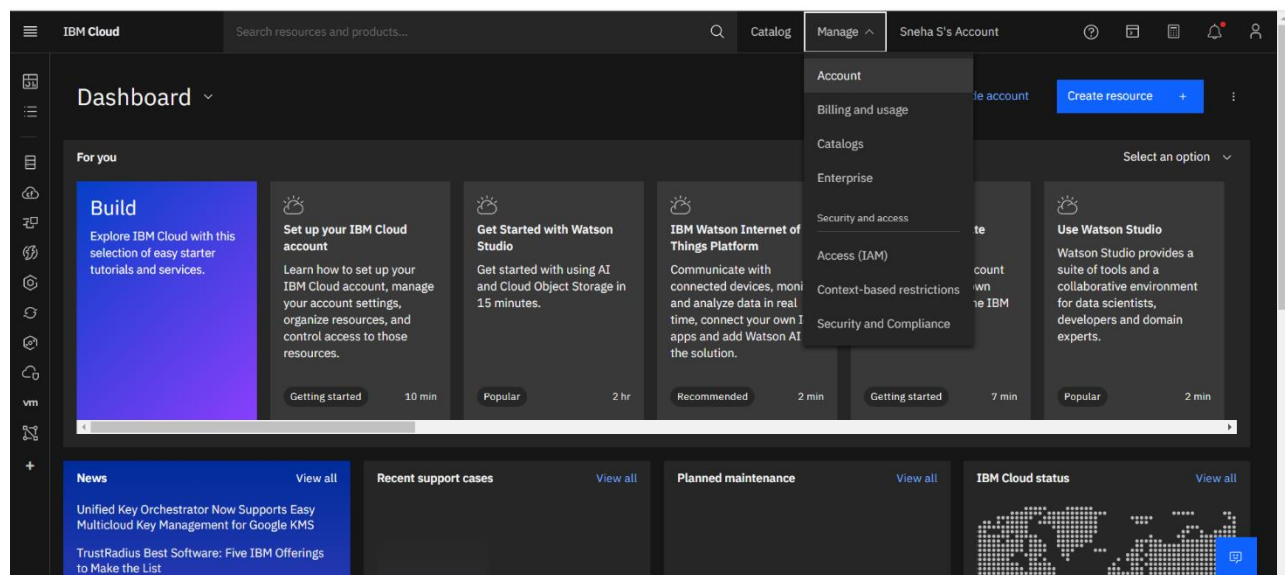 IBM Cloud
Search resources and products...
Catalog
Manage
Sneha S's Account
Dashboard
Account
Billing and usage
Catalogs
Enterprise
Security and access
Access (IAM)
Context-based restrictions
Security and Compliance
account
Create resource +
For you
Select an option
Build
Explore IBM Cloud with this
selection of easy starter
tutorials and services.
Set up your IBM Cloud
account
Learn how to set up your
IBM Cloud account, manage
your account settings,
organize resources, and
control access to those
resources.
Getting started 10 min
Get Started with Watson
Studio
Get started with using AI
and Cloud Object Storage in
15 minutes.
Popular 2 hr
IBM Watson Internet of
Things Platform
Communicate with
connected devices, moni
and analyze data in real
time, connect your own I
apps and add Watson AI
the solution.
Recommended 2 min
te
count
wn
e IBM
Getting started 7 min
Use Watson Studio
Watson Studio provides a
suite of tools and a
collaborative environment
for data scientists,
developers and domain
experts.
Popular 2 min
vm
News View all
Unified Key Orchestrator Now Supports Easy
Multicloud Key Management for Google KMS
TrustRadius Best Software: Five IBM Offerings
to Make the List
Recent support cases View all
Planned maintenance View all
IBM Cloud status View all